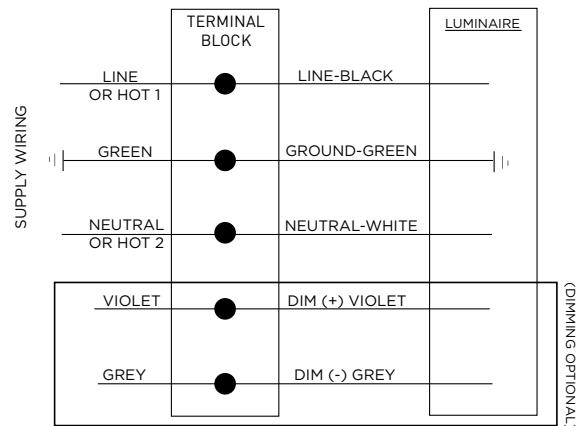 TERMINAL
BLOCK
LUMINAIRE
SUPPLY WIRING
LINE
OR HOT 1
LINE-BLACK
GREEN
GROUND-GREEN
NEUTRAL
OR HOT 2
NEUTRAL-WHITE
VIOLET
DIM (+) VIOLET
GREY
DIM (-) GREY
(DIMMING OPTIONAL)